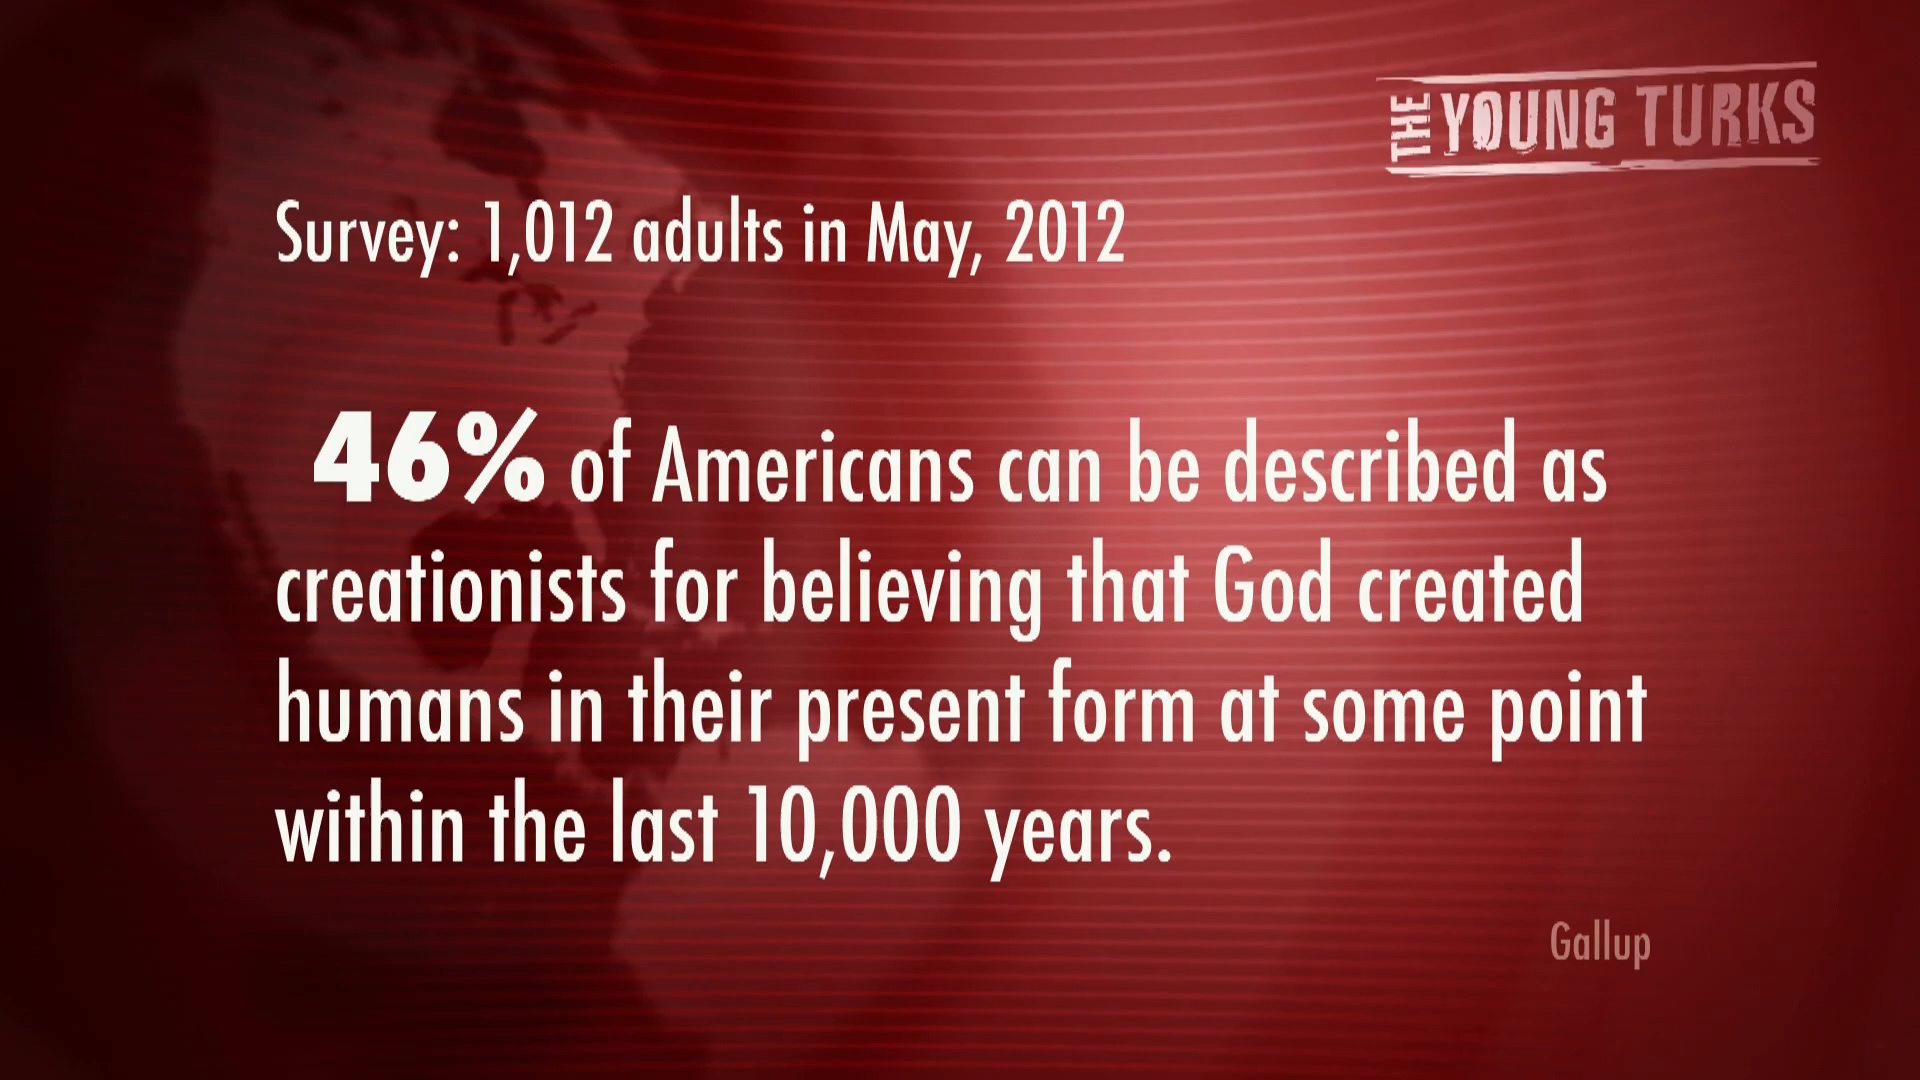 THE YOUNG TURKS
Survey: 1,012 adults in May, 2012
46% of Americans can be described as
creationists for believing that God created
humans in their present form at some point
within the last 10,000 years.
Gallup